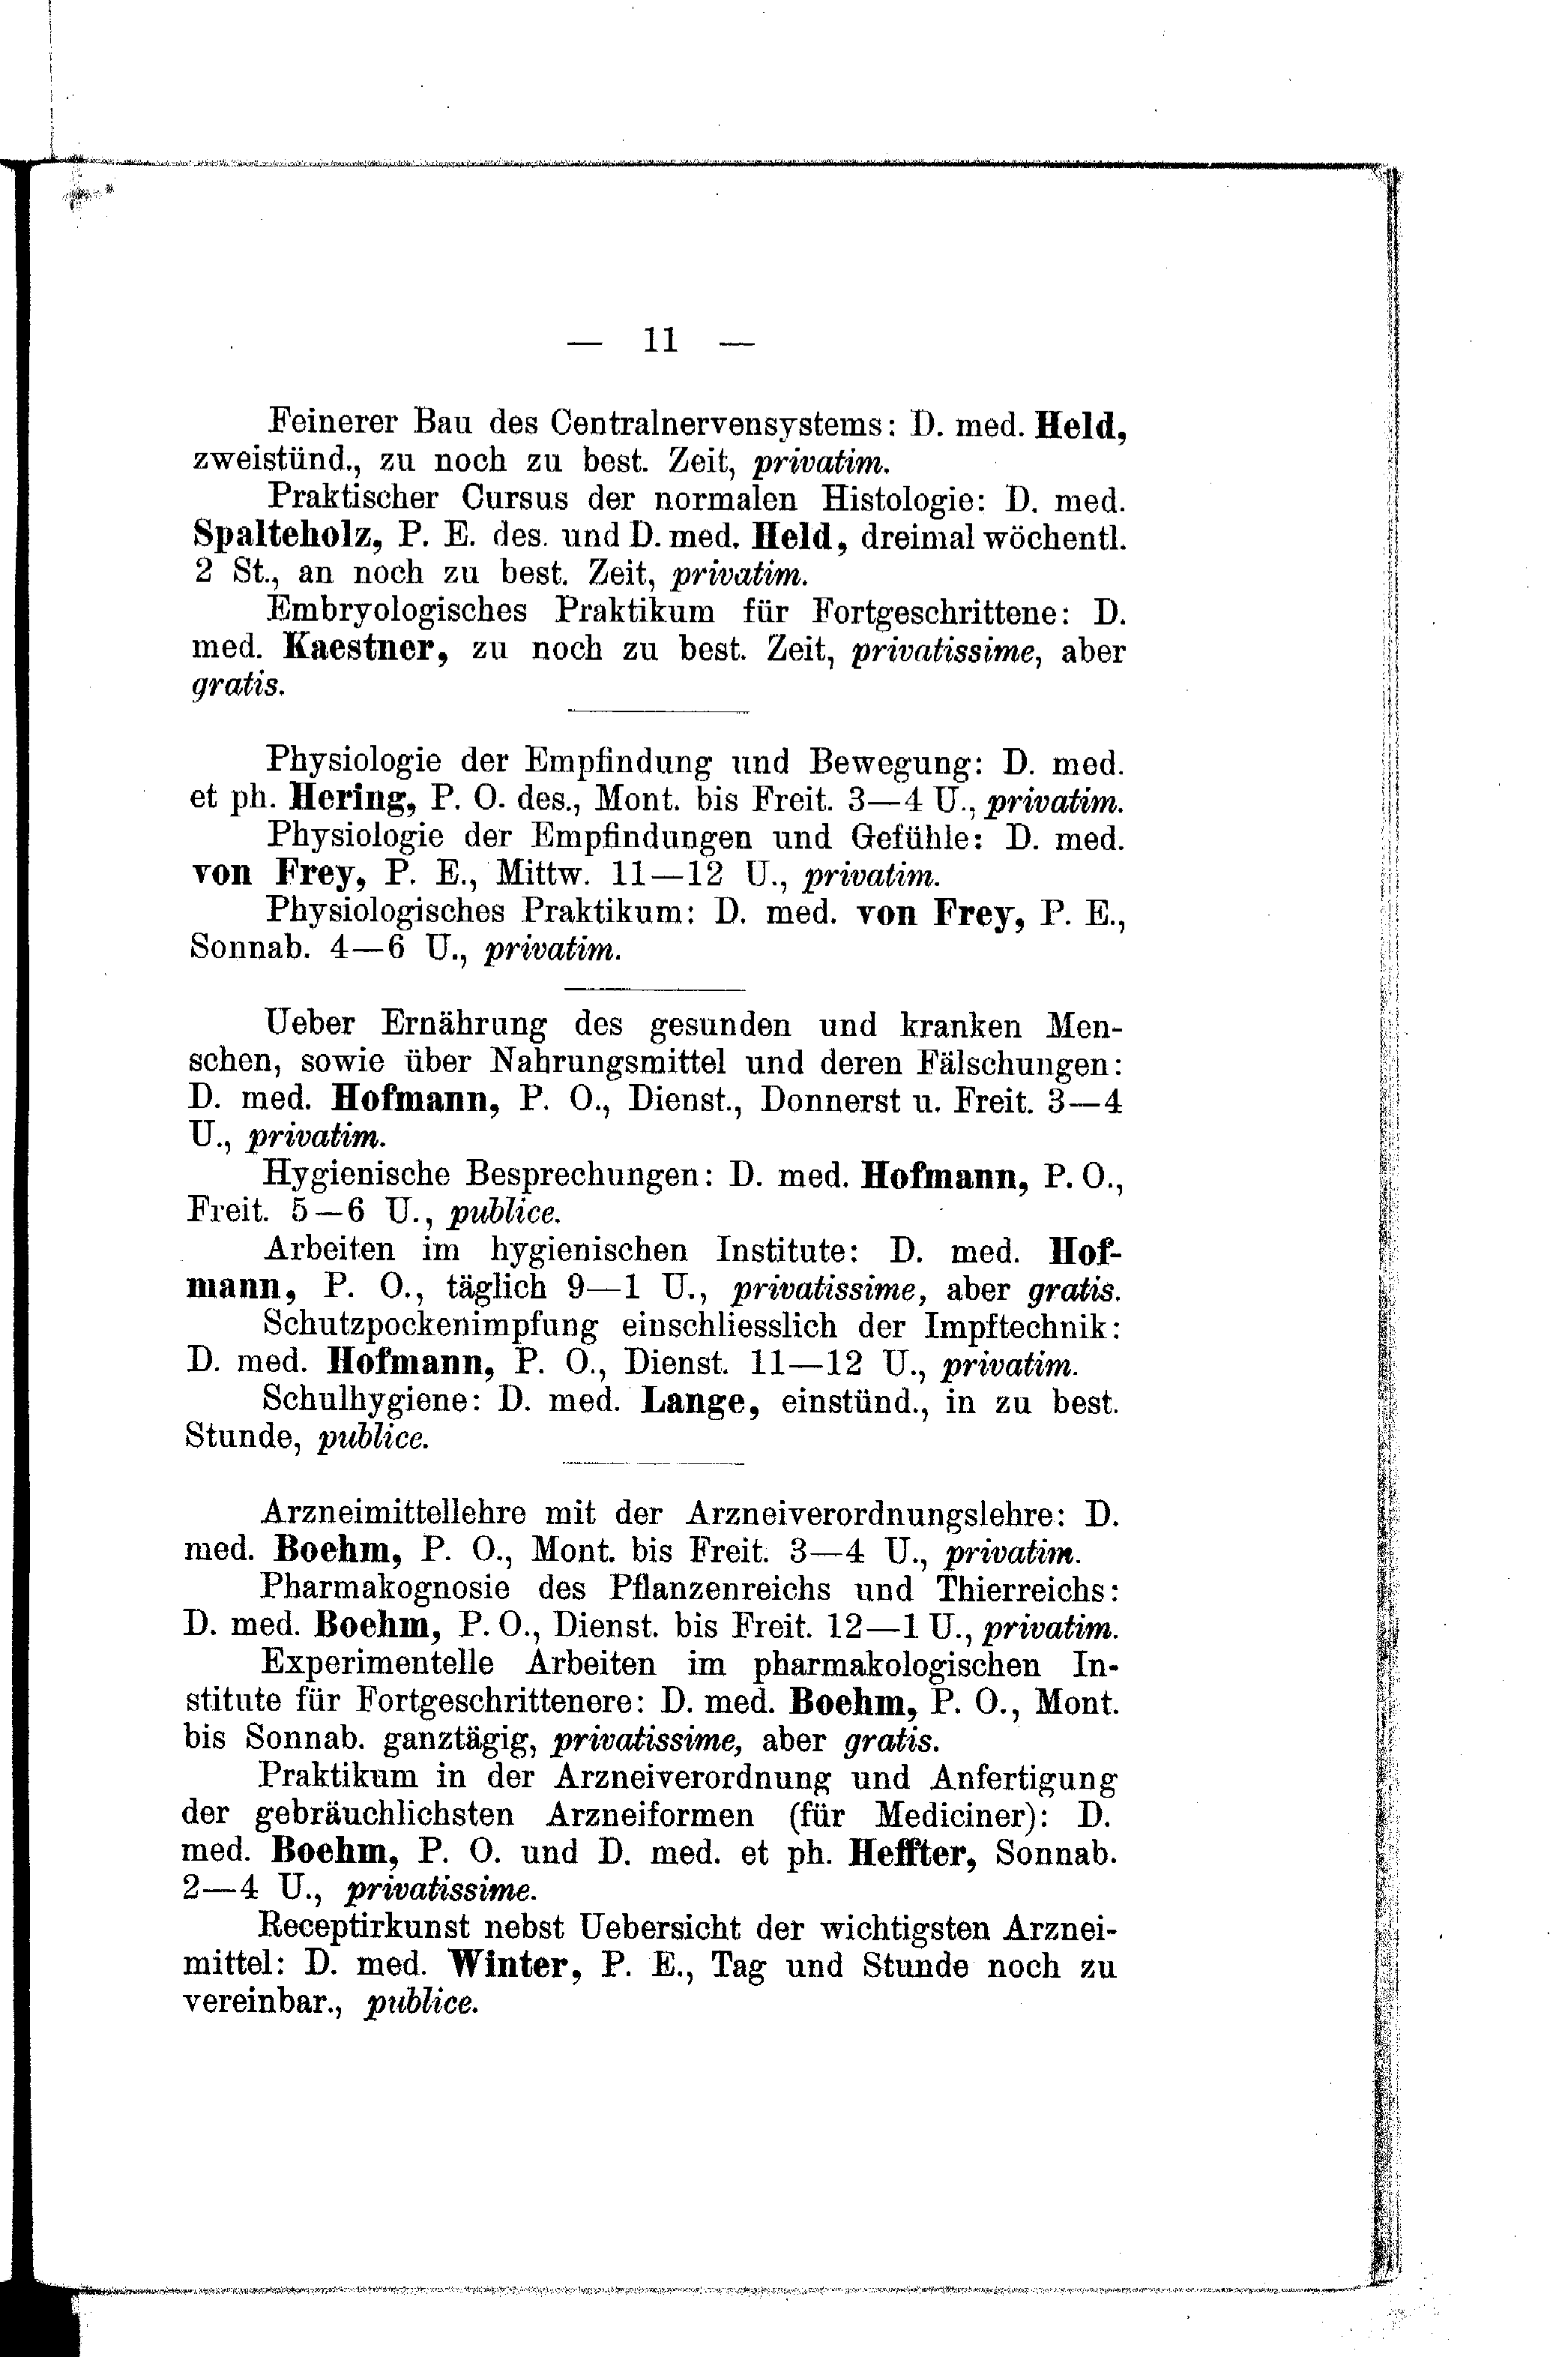 — 11 —
Feinerer Bau des Centralnervensystems: D. med. Held,
zweistünd., zu noch zu best. Zeit, privatim.
Praktischer Cursus der normalen Histologie: D. med.
Spalteholz, P. E. des. und D. med. Held, dreimal wöchentl.
2 St., an noch zu best. Zeit, privatim.
Embryologisches Praktikum für Fortgeschrittene: D.
med. Kaestner, zu noch zu best. Zeit, privatissime, aber
gratis.
Physiologie der Empfindung und Bewegung: D. med.
et ph. Hering, P. O. des., Mont. bis Freit. 3—4 U., privatim.
Physiologie der Empfindungen und Gefühle: D. med.
von Frey, P. E., Mittw. 11—12 U., privatim.
Physiologisches Praktikum: D. med. von Frey, P. E.,
Sonnab. 4—6 U., privatim.
Ueber Ernährung des gesunden und kranken Men-
schen, sowie über Nahrungsmittel und deren Fälschungen:
D. med. Hofmann, P. O., Dienst., Donnerst u. Freit. 3—4
U., privatim.
Hygienische Besprechungen: D. med. Hofmann, P. O.,
Freit. 5—6 U., publice.
Arbeiten im hygienischen Institute: D. med. Hof-
mann, P. O., täglich 9—1 U., privatissime, aber gratis.
Schutzpockenimpfung einschliesslich der Impftechnik:
D. med. Hofmann, P. O., Dienst. 11—12 U., privatim.
Schulhygiene: D. med. Lange, einstünd., in zu best.
Stunde, publice.
Arzneimittellehre mit der Arzneiverordnungslehre: D.
med. Boehm, P. O., Mont. bis Freit. 3—4 U., privatim.
Pharmakognosie des Pflanzenreichs und Thierreichs:
D. med. Boehm, P. O., Dienst. bis Freit. 12—1 U., privatim.
Experimentelle Arbeiten im pharmakologischen In-
stitute für Fortgeschrittenere: D. med. Boehm, P. O., Mont.
bis Sonnab. ganztägig, privatissime, aber gratis.
Praktikum in der Arzneiverordnung und Anfertigung
der gebräuchlichsten Arzneiformen (für Mediciner): D.
med. Boehm, P. O. und D. med. et ph. Heffter, Sonnab.
2—4 U., privatissime.
Receptirkunst nebst Uebersicht der wichtigsten Arznei-
mittel: D. med. Winter, P. E., Tag und Stunde noch zu
vereinbar., publice.